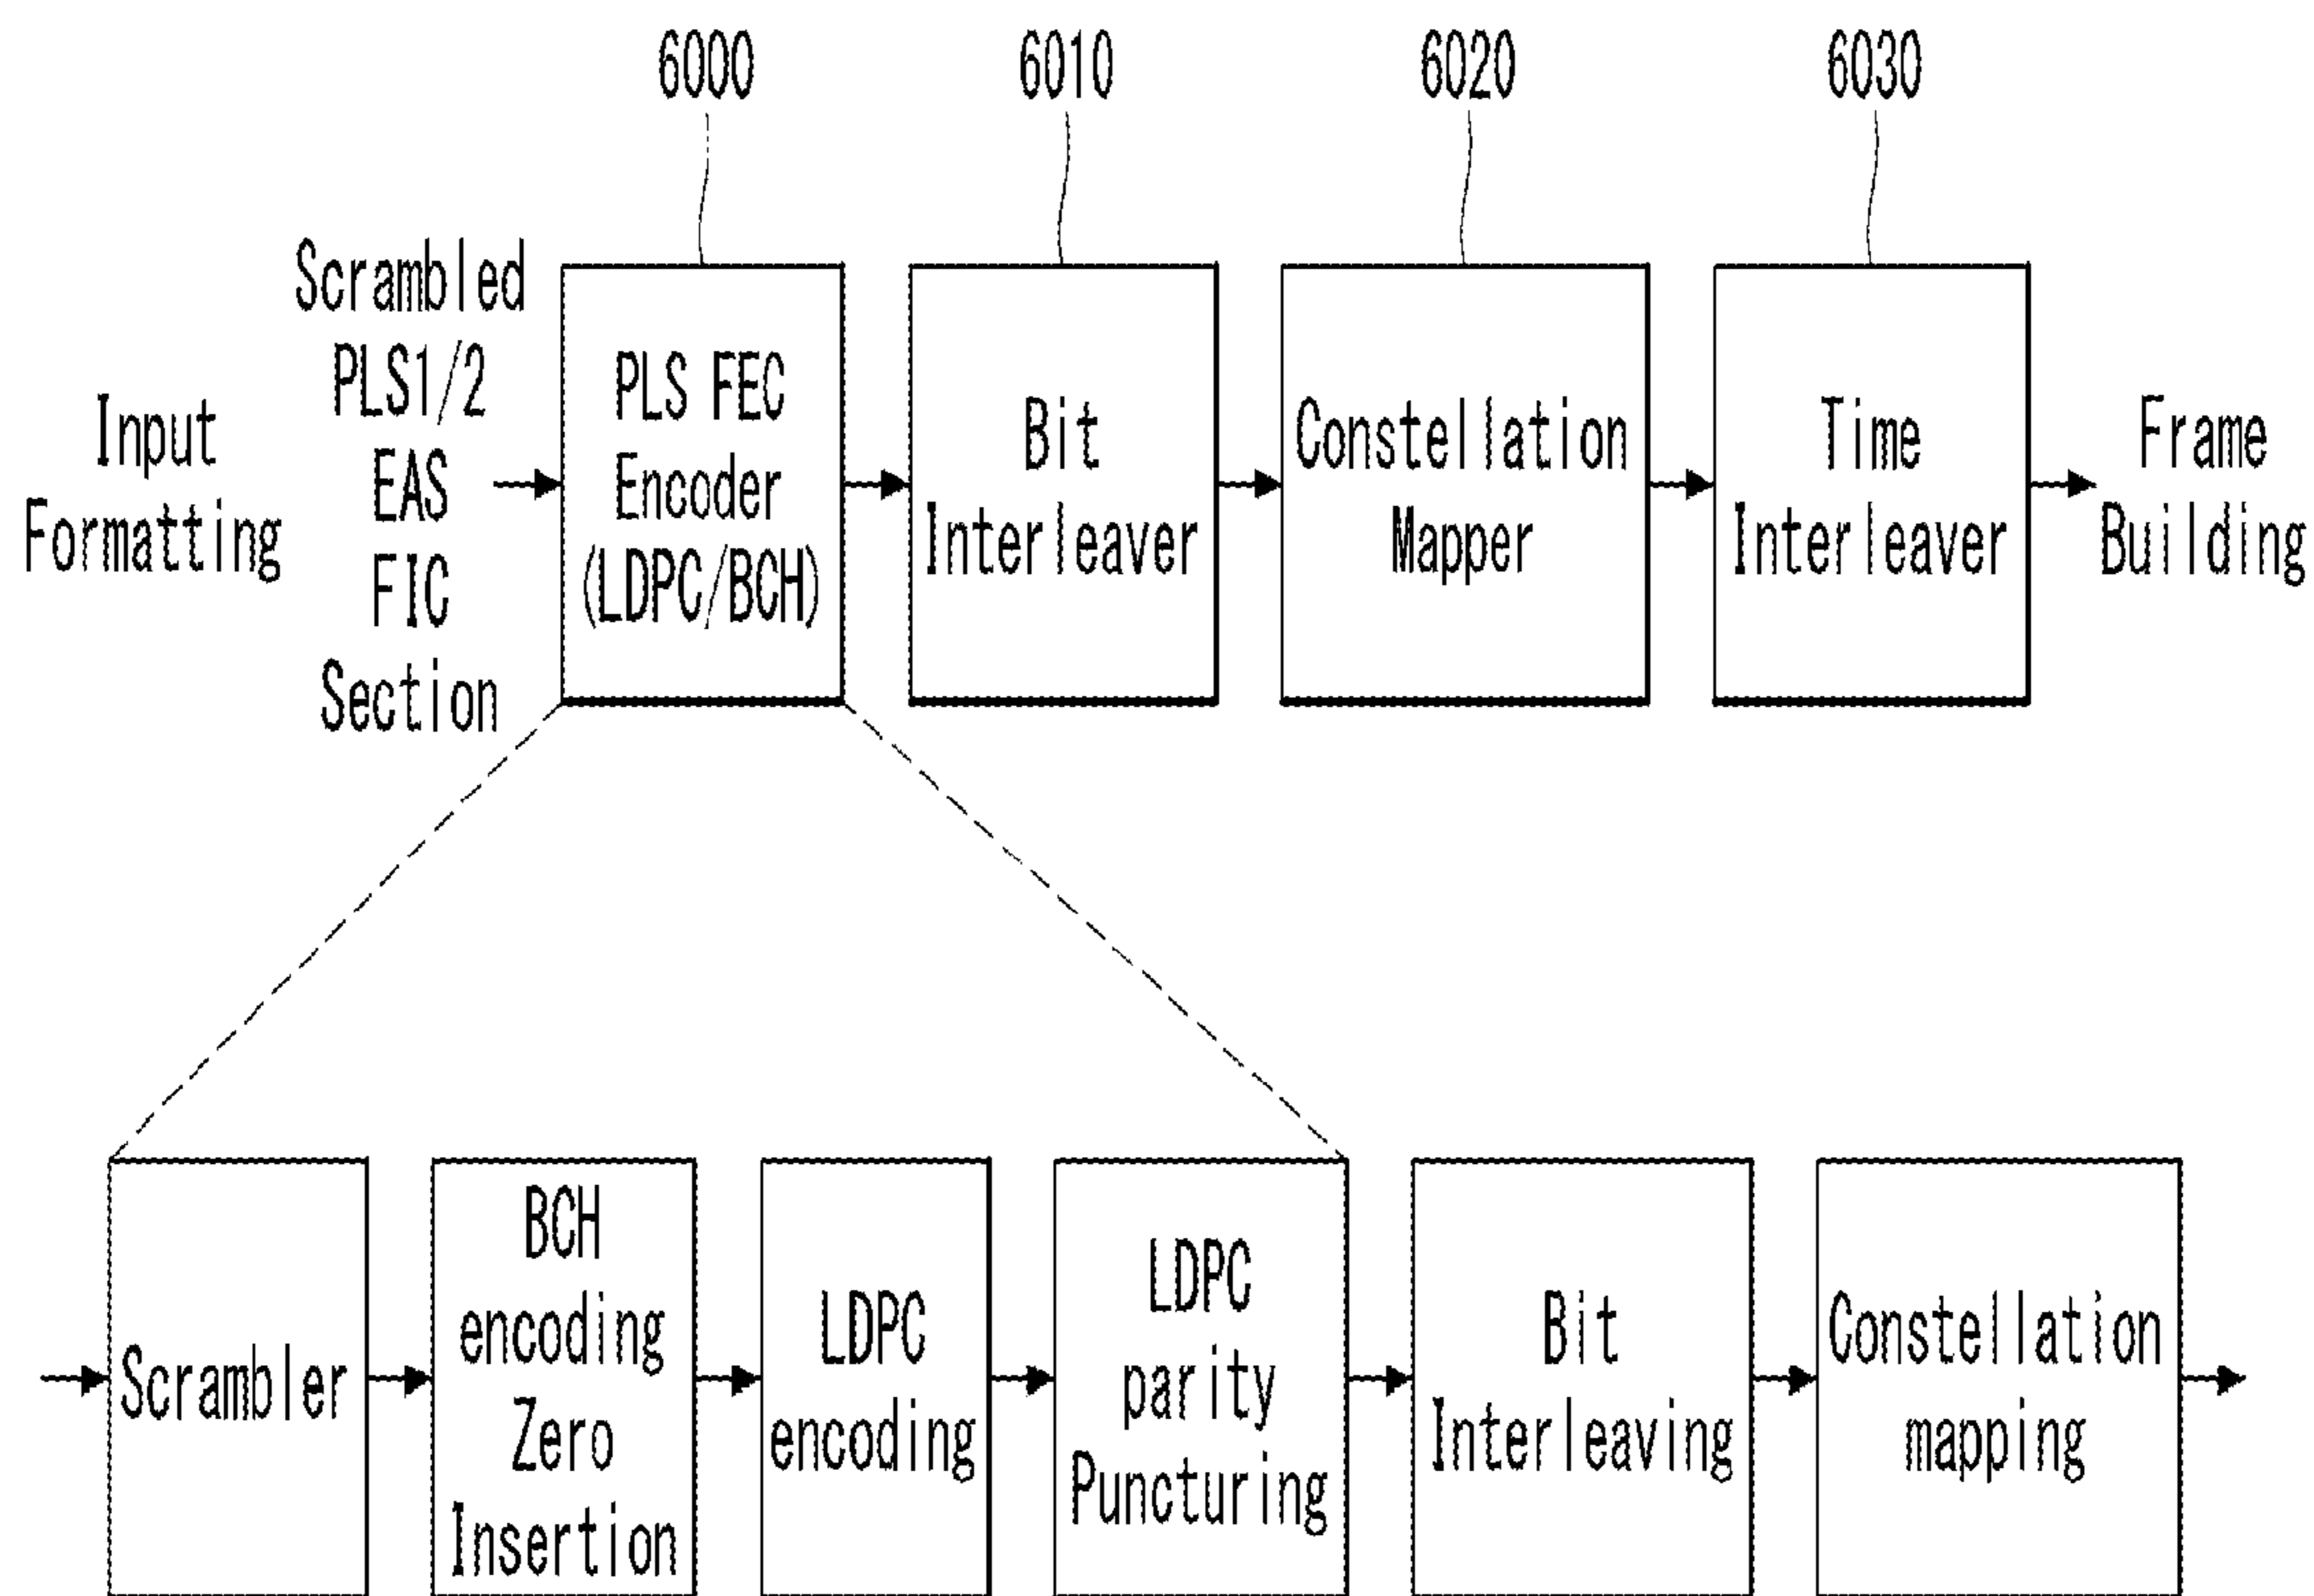 6000 6010 6020 6030
Input
Formatting
Scrambled
PLS1/2
EAS
FIC
Section
PLS FEC
Encoder
(LDPC/BCH)
Bit
Interleaver
Constellation
Mapper
Time
Interleaver
Frame
Building
Scrambler
BCH
encoding
Zero
Insertion
LDPC
encoding
LDPC
parity
Puncturing
Bit
Interleaving
Constellation
mapping